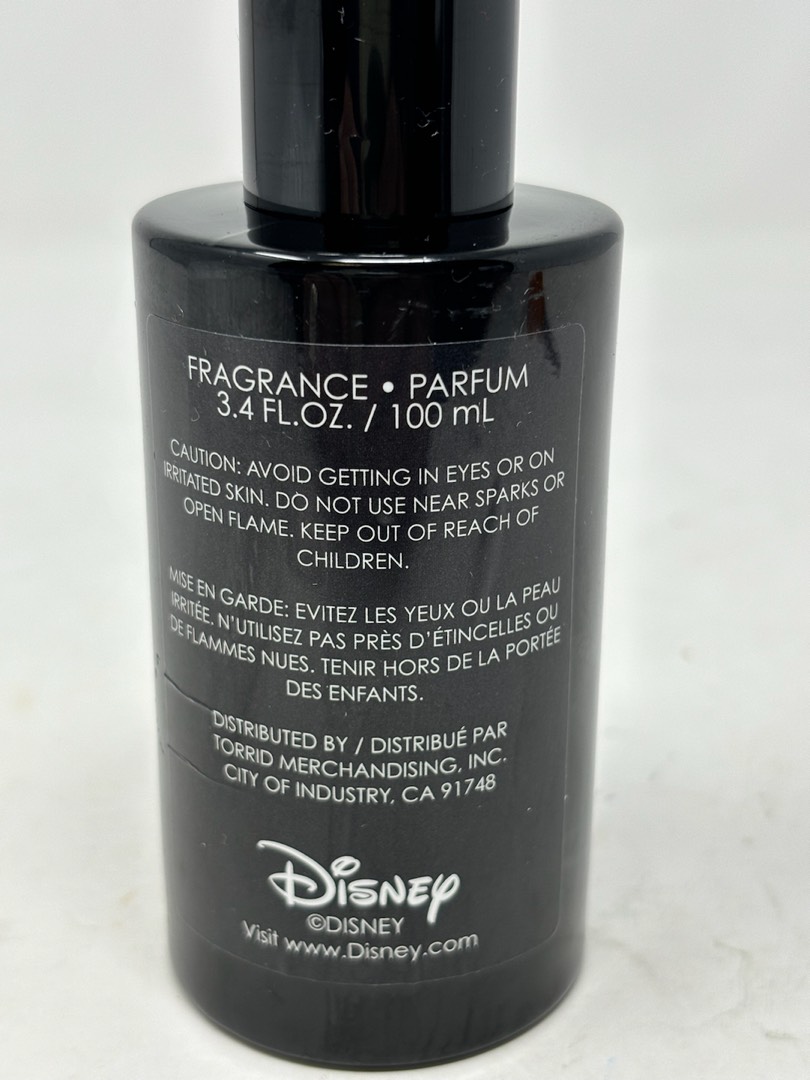 FRAGRANCE • PARFUM
3.4 FL.OZ. / 100 mL
CAUTION: AVOID GETTING IN EYES OR ON
IRRITATED SKIN. DO NOT USE NEAR SPARKS OR
OPEN FLAME. KEEP OUT OF REACH OF
CHILDREN.
MISE EN GARDE: EVITEZ LES YEUX OU LA PEAU
IRRITÉE. N'UTILISEZ PAS PRÈS D'ÉTINCELLES OU
DE FLAMMES NUES. TENIR HORS DE LA PORTÉE
DES ENFANTS.
DISTRIBUTED BY / DISTRIBUÉ PAR
TORRID MERCHANDISING, INC.
CITY OF INDUSTRY, CA 91748
Disney
©DISNEY
Visit www.Disney.com